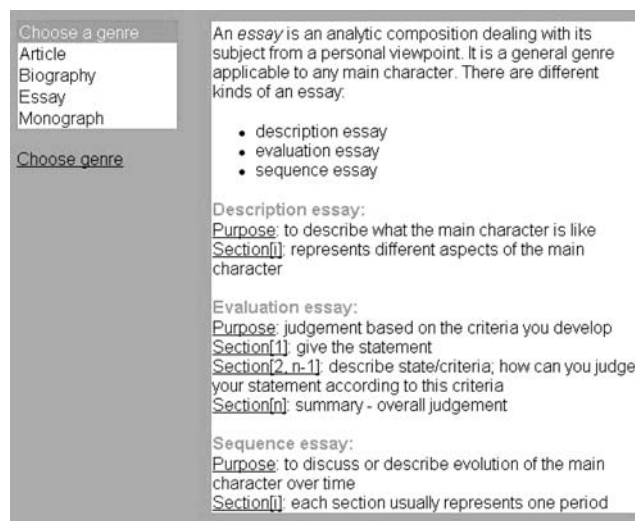 Choose a genre
Article
Biography
Essay
Monograph
Choose genre
An essay is an analytic composition dealing with its
subject from a personal viewpoint. It is a general genre
applicable to any main character. There are different
kinds of an essay:
• description essay
• evaluation essay
• sequence essay
Description essay:
Purpose: to describe what the main character is like
Section[i]: represents different aspects of the main
character
Evaluation essay:
Purpose: judgement based on the criteria you develop
Section[1]: give the statement
Section[2, n-1]: describe state/criteria; how can you judge
your statement according to this criteria
Section[n]: summary - overall judgement
Sequence essay:
Purpose: to discuss or describe evolution of the main
character over time
Section[i]: each section usually represents one period